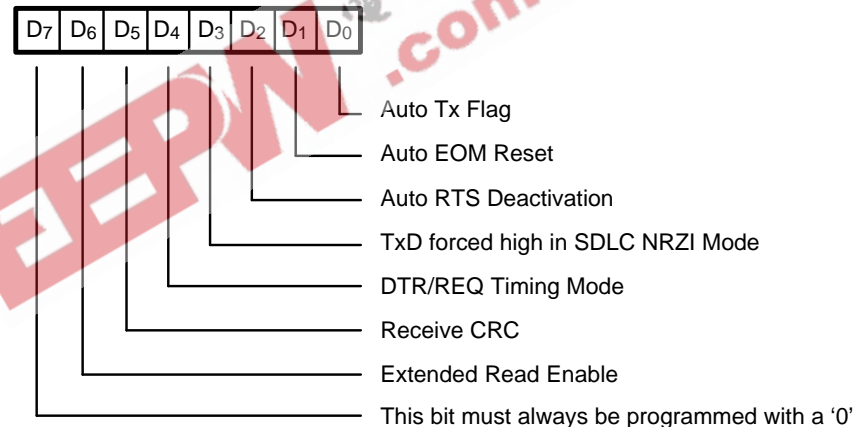 D7 D6 D5 D4 D3 D2 D1 D0
Auto Tx Flag
Auto EOM Reset
Auto RTS Deactivation
TxD forced high in SDLC NRZI Mode
DTR/REQ Timing Mode
Receive CRC
Extended Read Enable
This bit must always be programmed with a ‘0’
EEPW
.com